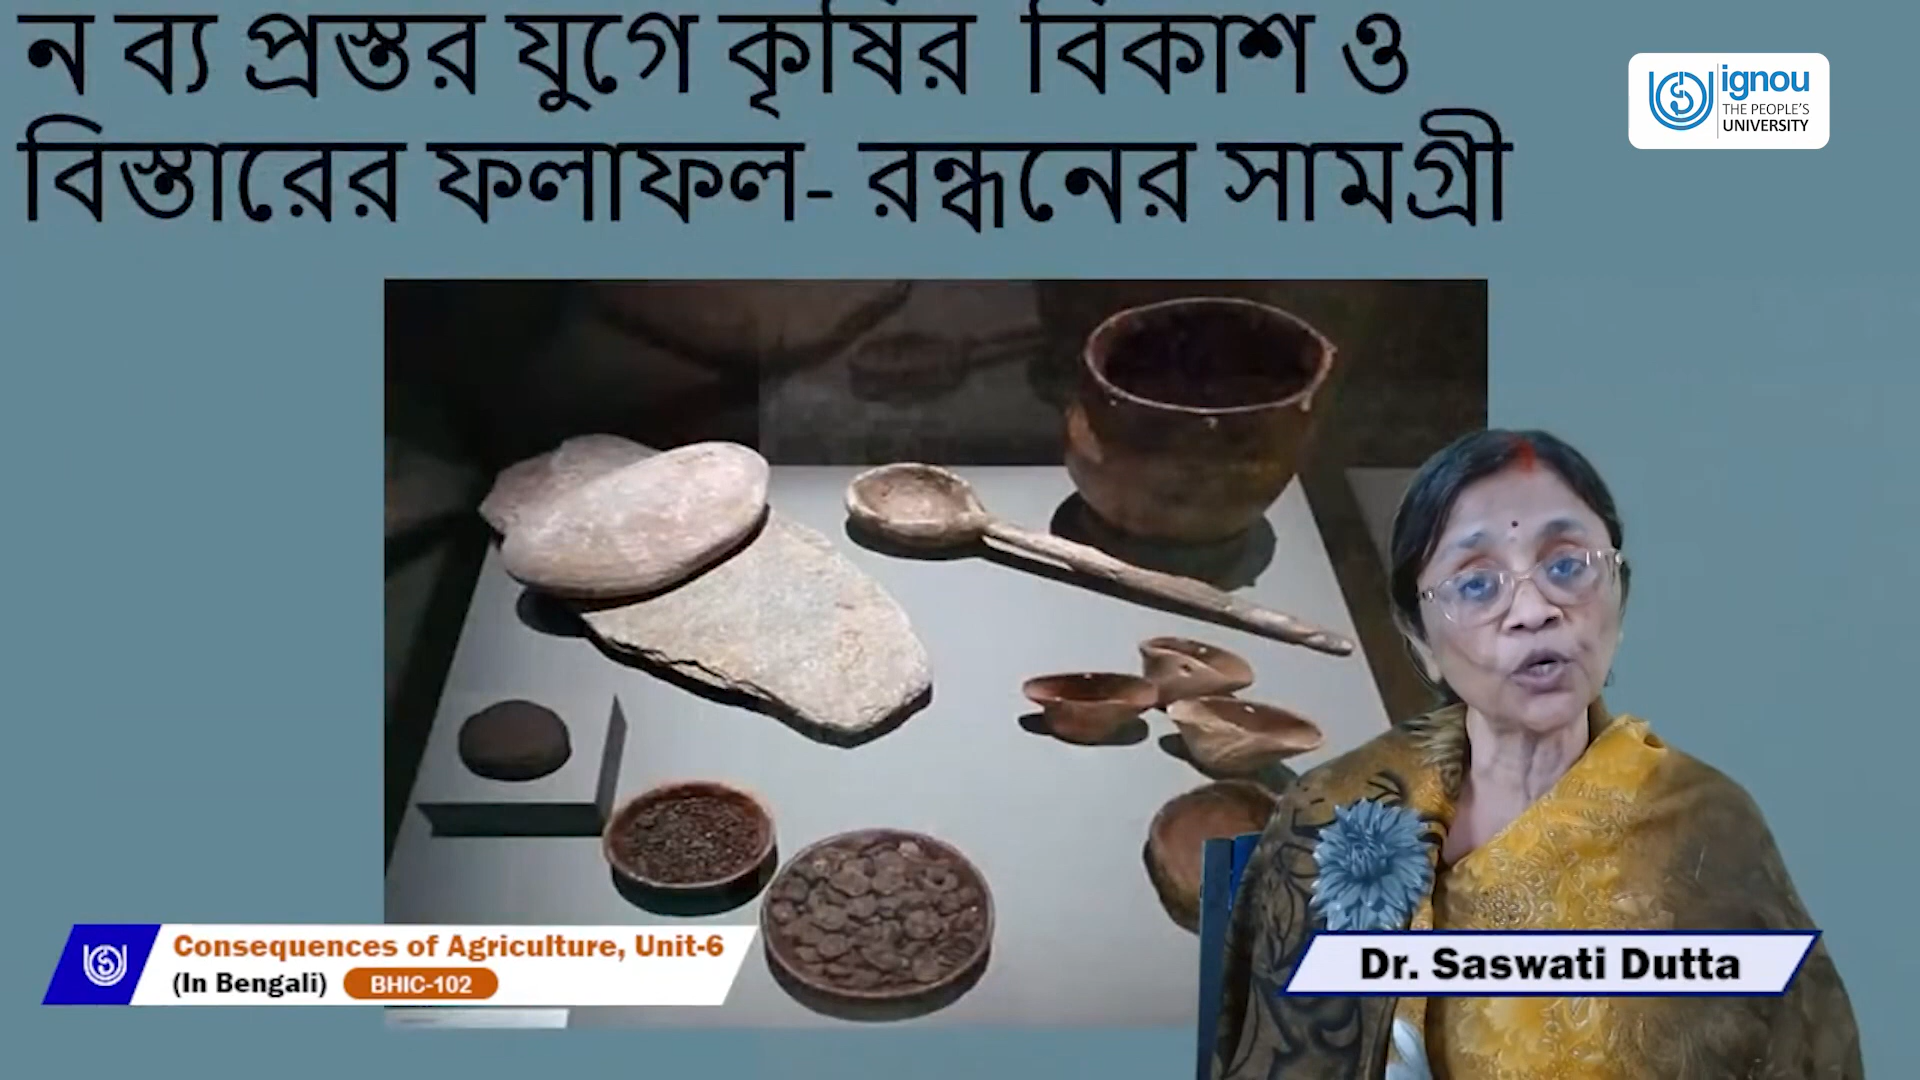 ন ব্য প্রস্তর যুগে কৃষির বিকাশ ও
বিস্তারের ফলাফল- রন্ধনের সামগ্রী
ignou
THE PEOPLE'S
UNIVERSITY
Consequences of Agriculture, Unit-6
(In Bengali) BHIC-102
Dr. Saswati Dutta